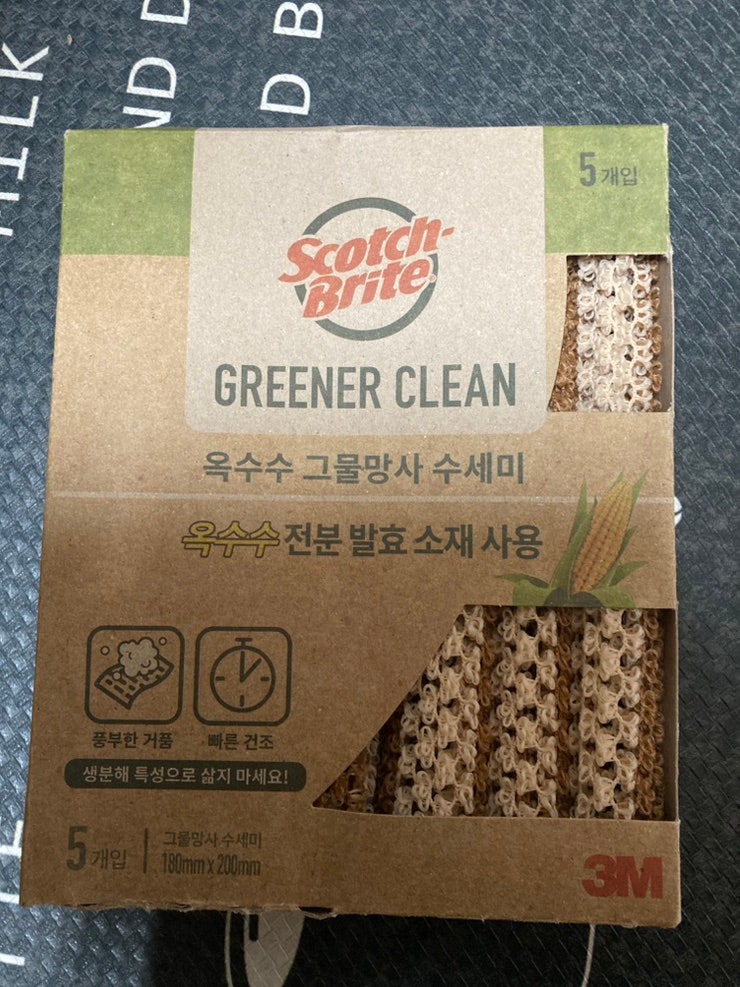 MILK
ND
D B
5개입
Scotch-
Brite
GREENER CLEAN
옥수수 그물망사 수세미
옥수수 전분 발효 소재 사용
풍부한 거품
빠른 건조
생분해 특성으로 삶지 마세요!
5개입
그물망사 수세미
180mm x 200mm
3M